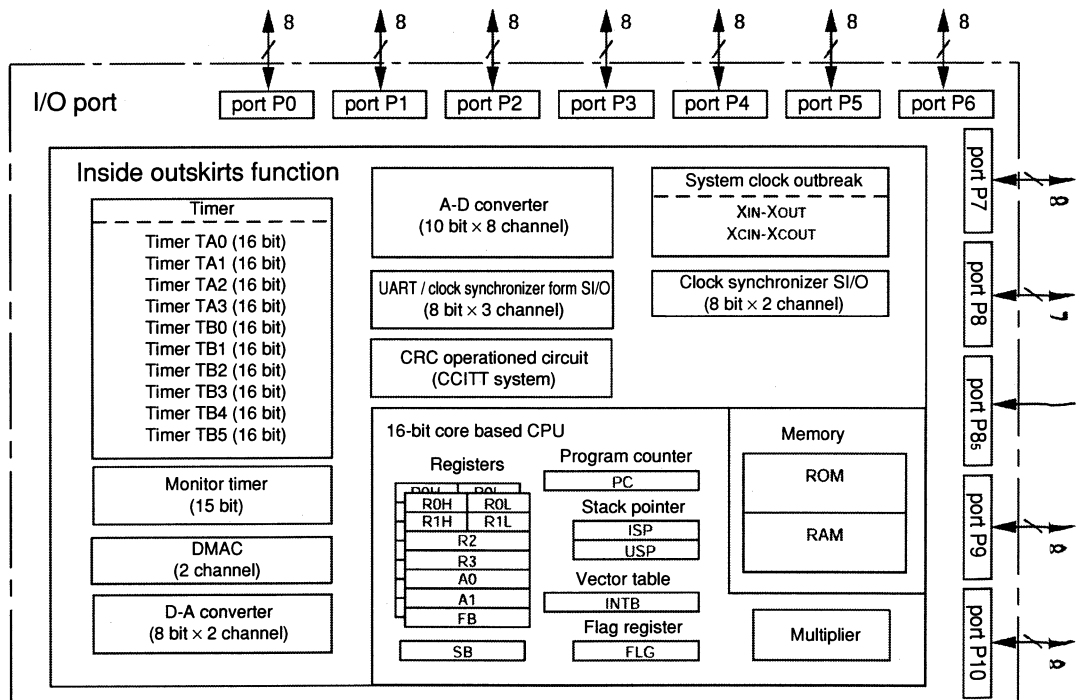 8 8 8 8 8 8 8
I/O port
port P0 port P1 port P2 port P3 port P4 port P5 port P6
Inside outskirts function
Timer
Timer TA0 (16 bit)
Timer TA1 (16 bit)
Timer TA2 (16 bit)
Timer TA3 (16 bit)
Timer TB0 (16 bit)
Timer TB1 (16 bit)
Timer TB2 (16 bit)
Timer TB3 (16 bit)
Timer TB4 (16 bit)
Timer TB5 (16 bit)
Monitor timer
(15 bit)
DMAC
(2 channel)
D-A converter
(8 bit × 2 channel)
A-D converter
(10 bit × 8 channel)
UART / clock synchronizer form SI/O
(8 bit × 3 channel)
CRC operationed circuit
(CCITT system)
System clock outbreak
XIN-XOUT
XCIN-XCOUT
Clock synchronizer SI/O
(8 bit × 2 channel)
16-bit core based CPU
Registers
R0H R0L
R0H R0L
R1H R1L
R2
R3
A0
A1
FB
SB
Program counter
PC
Stack pointer
ISP
USP
Vector table
INTB
Flag register
FLG
Memory
ROM
RAM
Multiplier
port P7
8
port P8
7
port P85
port P9
8
port P10
8